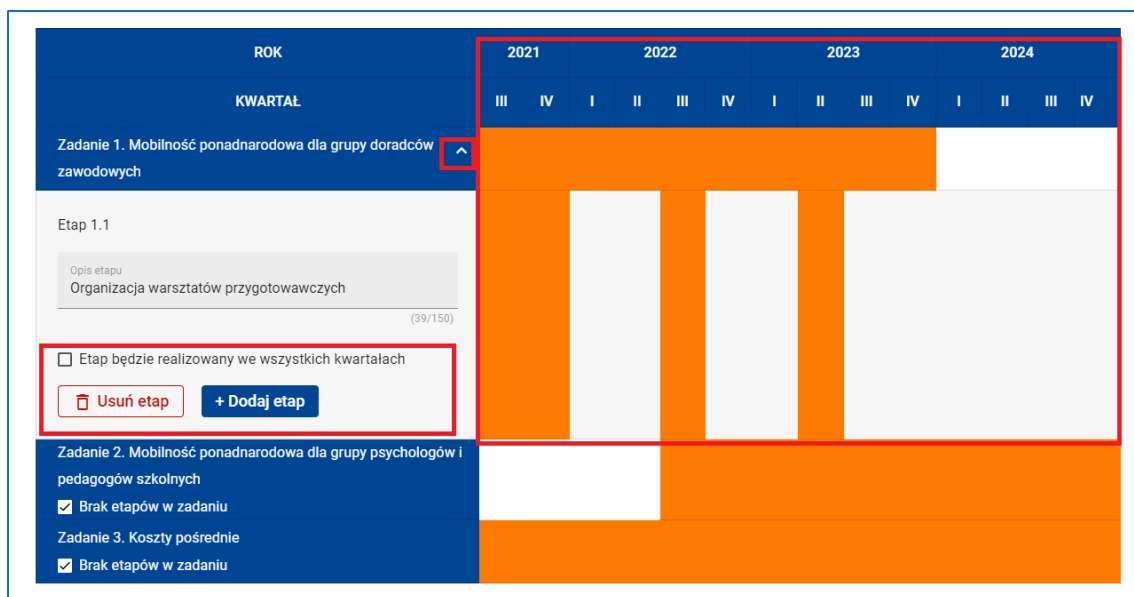 ROK 2021 2022 2023 2024
KWARTAŁ III IV I II III IV I II III IV I II III IV
Zadanie 1. Mobilność ponadnarodowa dla grupy doradców
zawodowych
Etap 1.1
Opis etapu
Organizacja warsztatów przygotowawczych
(39/150)
Etap będzie realizowany we wszystkich kwartałach
Usuń etap + Dodaj etap
Zadanie 2. Mobilność ponadnarodowa dla grupy psychologów i
pedagogów szkolnych
Brak etapów w zadaniu
Zadanie 3. Koszty pośrednie
Brak etapów w zadaniu